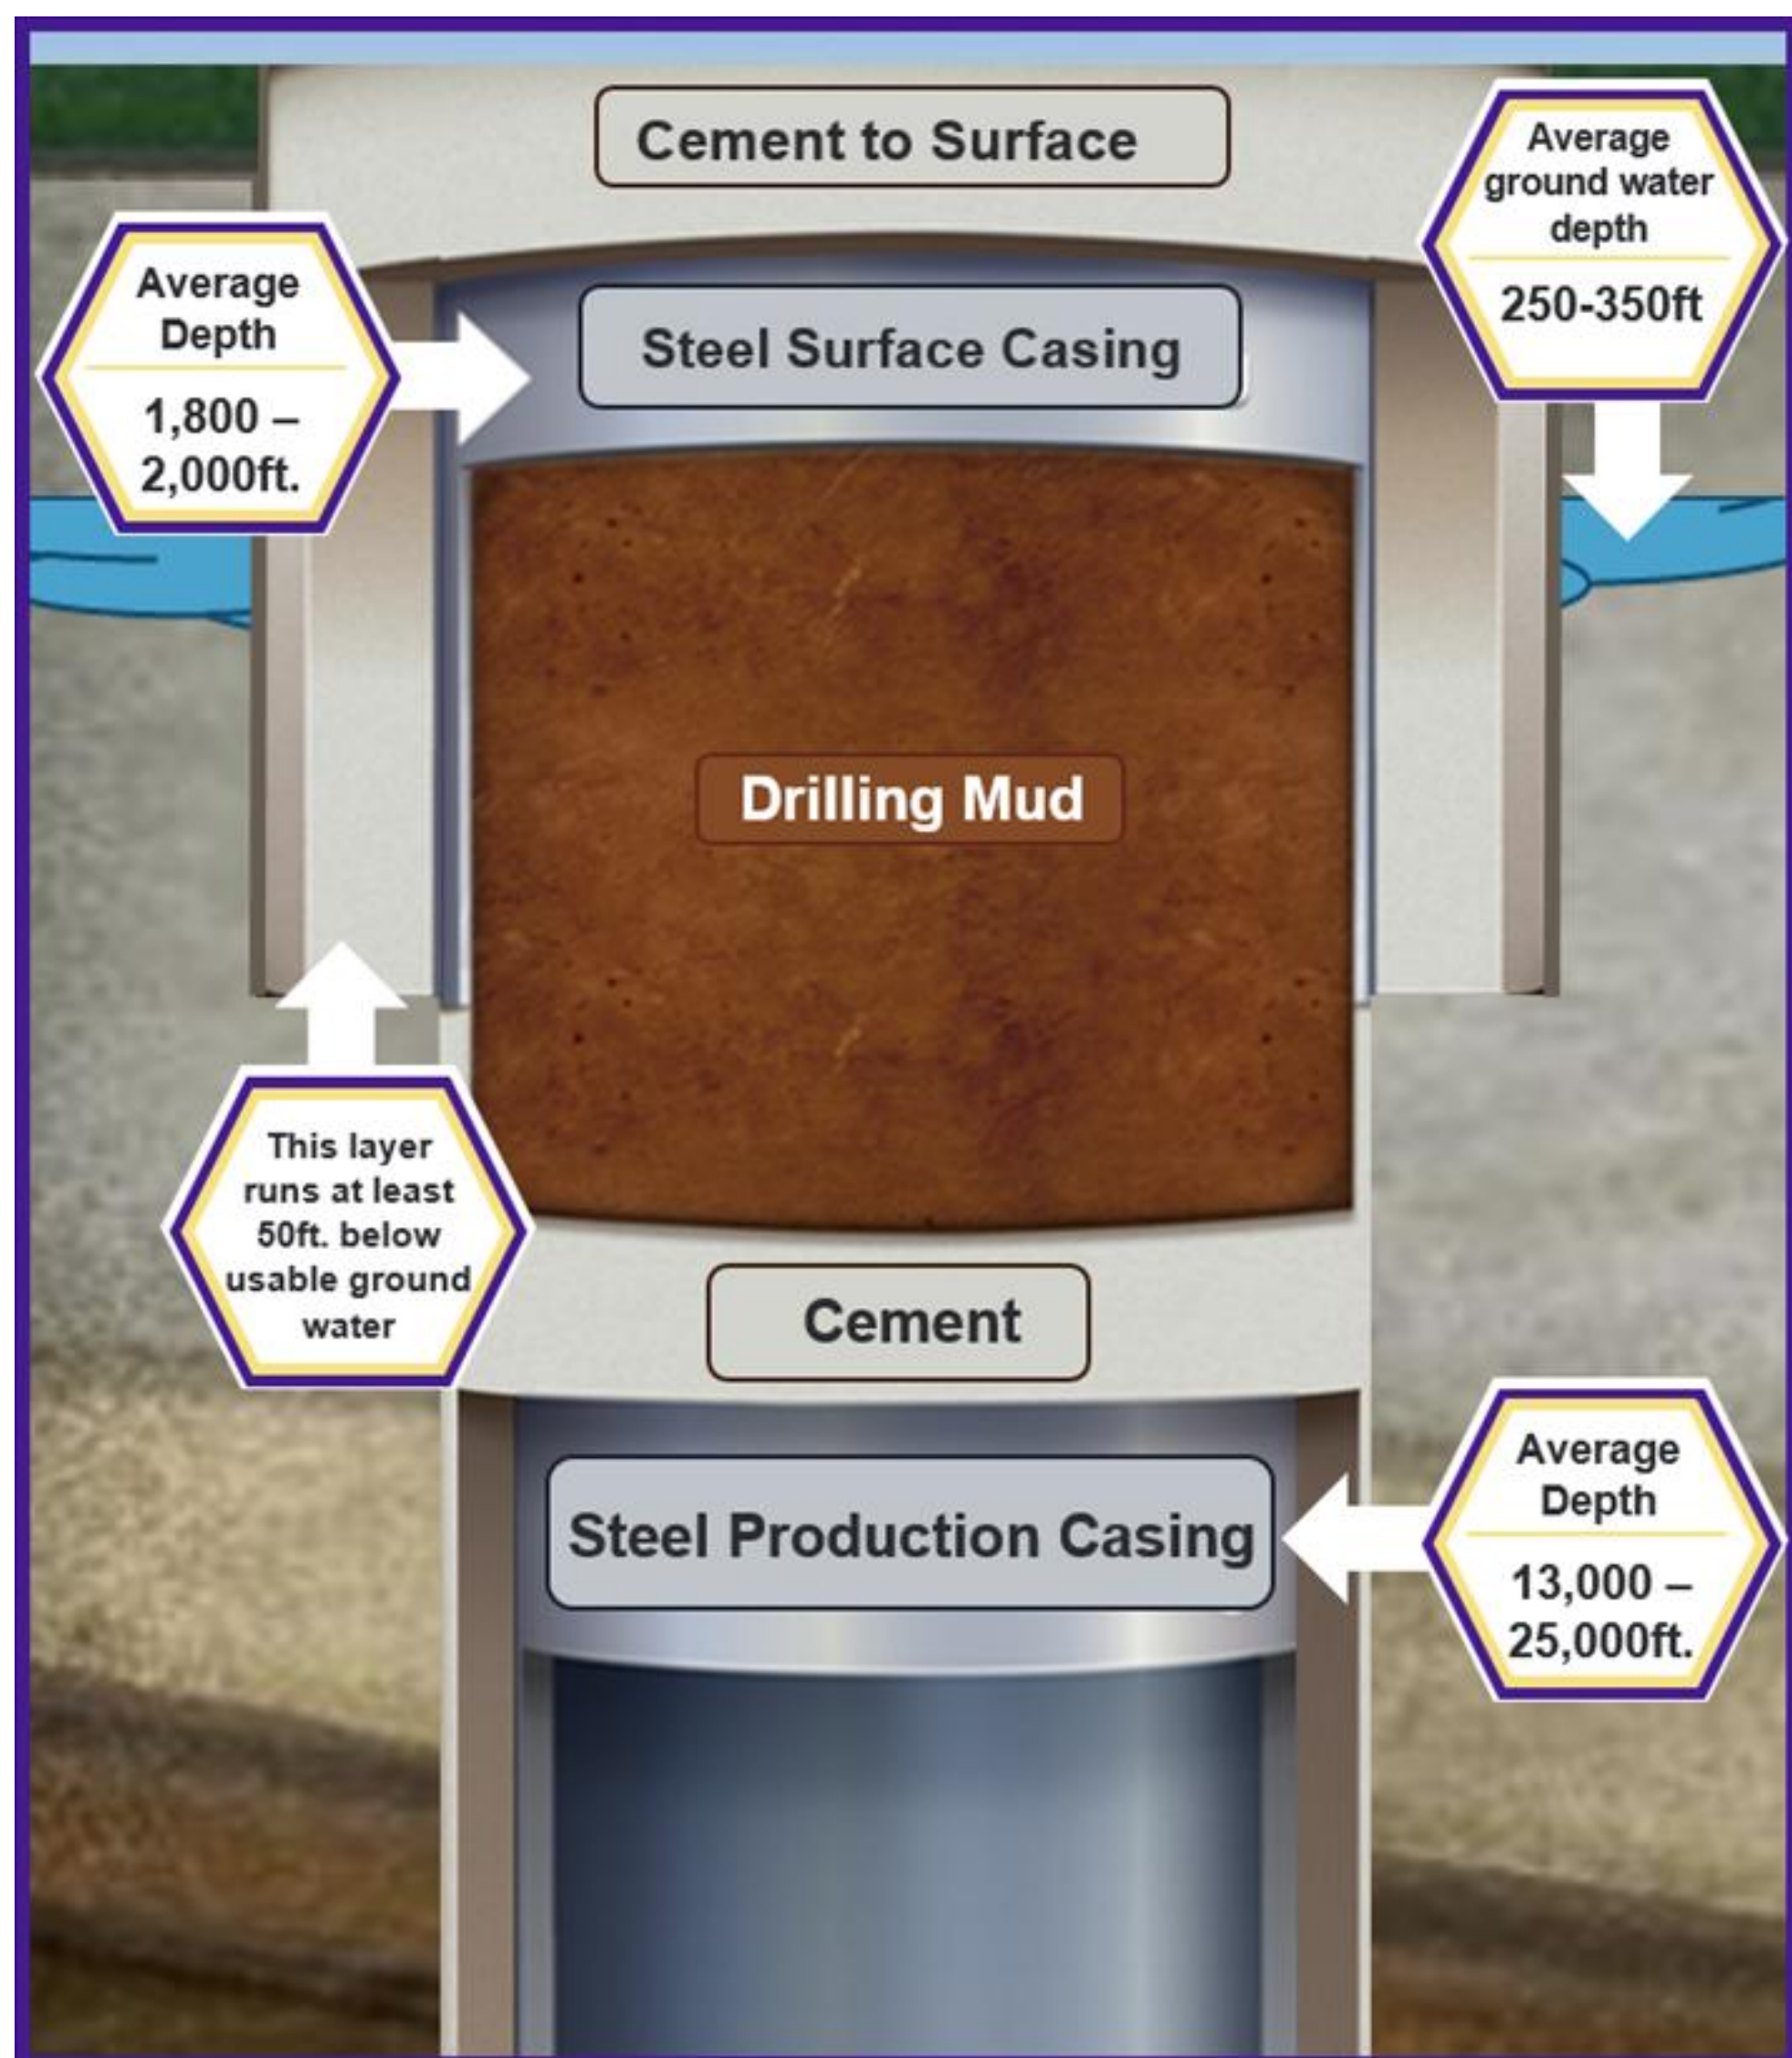 Cement to Surface
Average
ground water
depth
250-350ft
Average
Depth
1,800 –
2,000ft.
Steel Surface Casing
Drilling Mud
This layer
runs at least
50ft. below
usable ground
water
Cement
Average
Depth
13,000 –
25,000ft.
Steel Production Casing